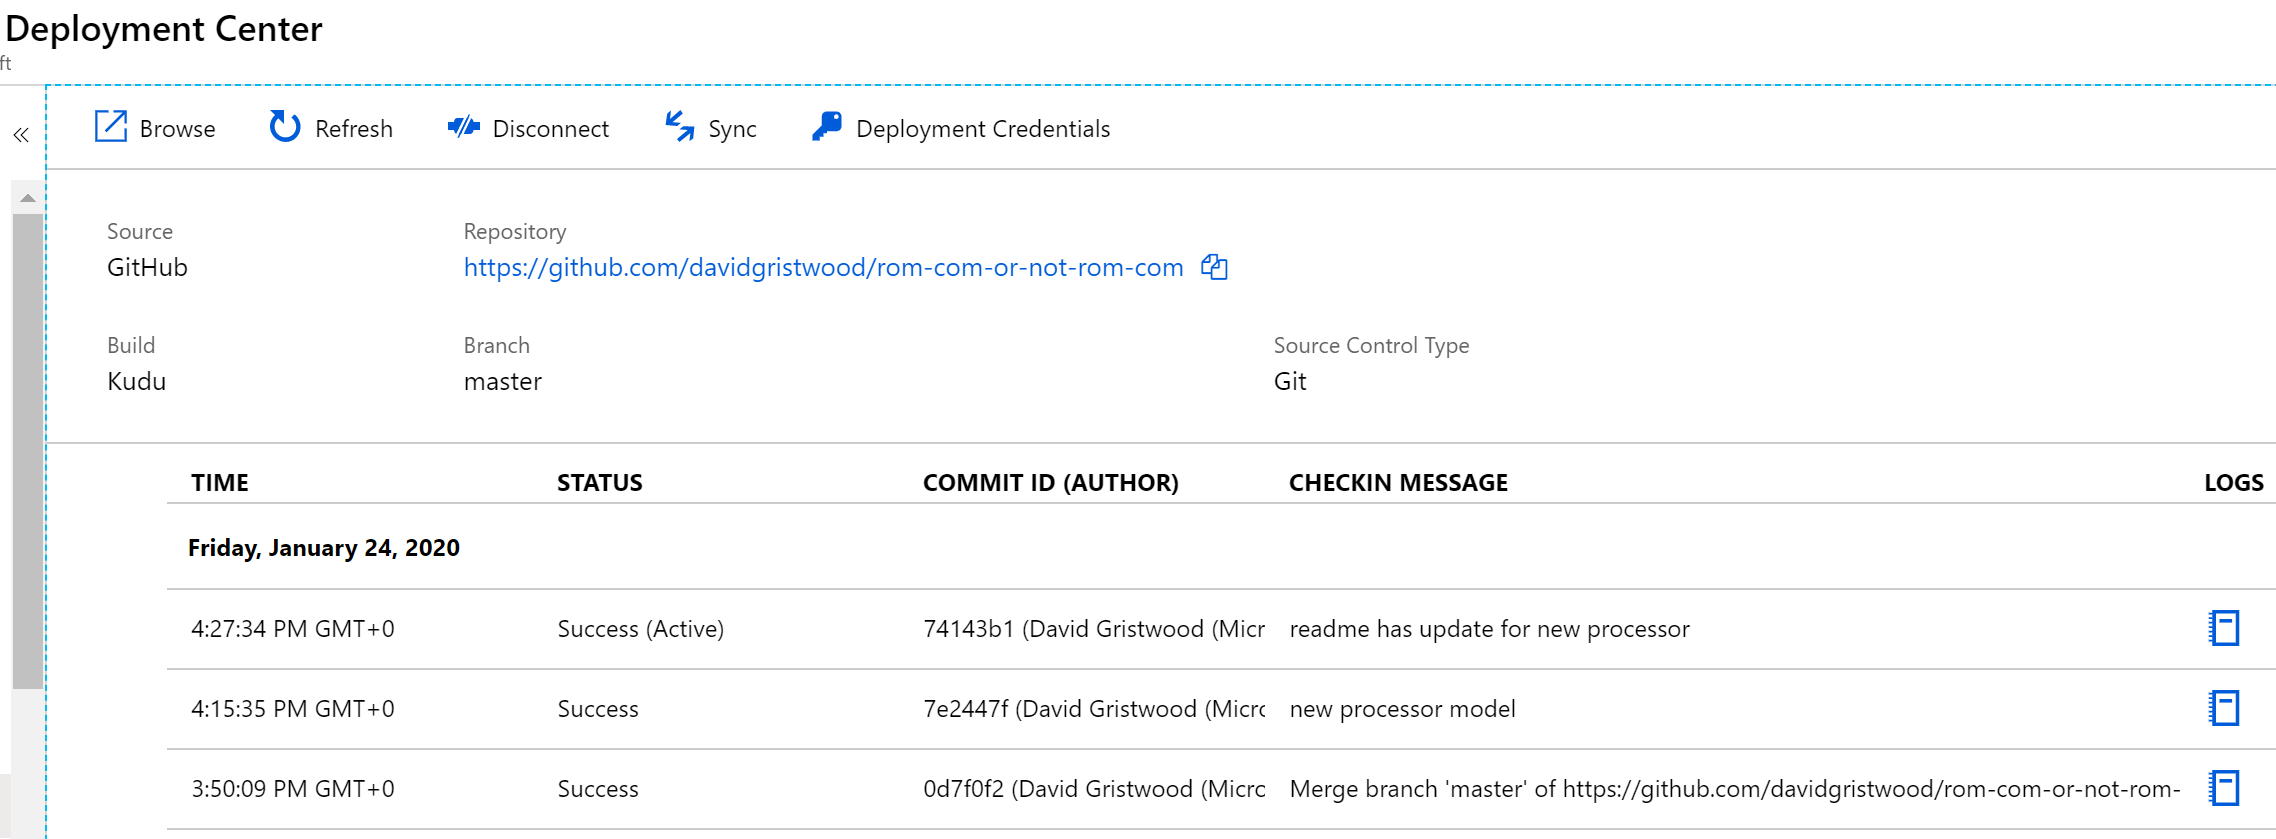 Deployment Center
ft
Browse Refresh Disconnect Sync Deployment Credentials
Source Repository
GitHub https://github.com/davidgristwood/rom-com-or-not-rom-com
Build Branch Source Control Type
Kudu master Git
TIME STATUS COMMIT ID (AUTHOR) CHECKIN MESSAGE LOGS
Friday, January 24, 2020
4:27:34 PM GMT+0 Success (Active) 74143b1 (David Gristwood (Micr readme has update for new processor
4:15:35 PM GMT+0 Success 7e2447f (David Gristwood (Micro new processor model
3:50:09 PM GMT+0 Success 0d7f0f2 (David Gristwood (Micro Merge branch 'master' of https://github.com/davidgristwood/rom-com-or-not-rom-